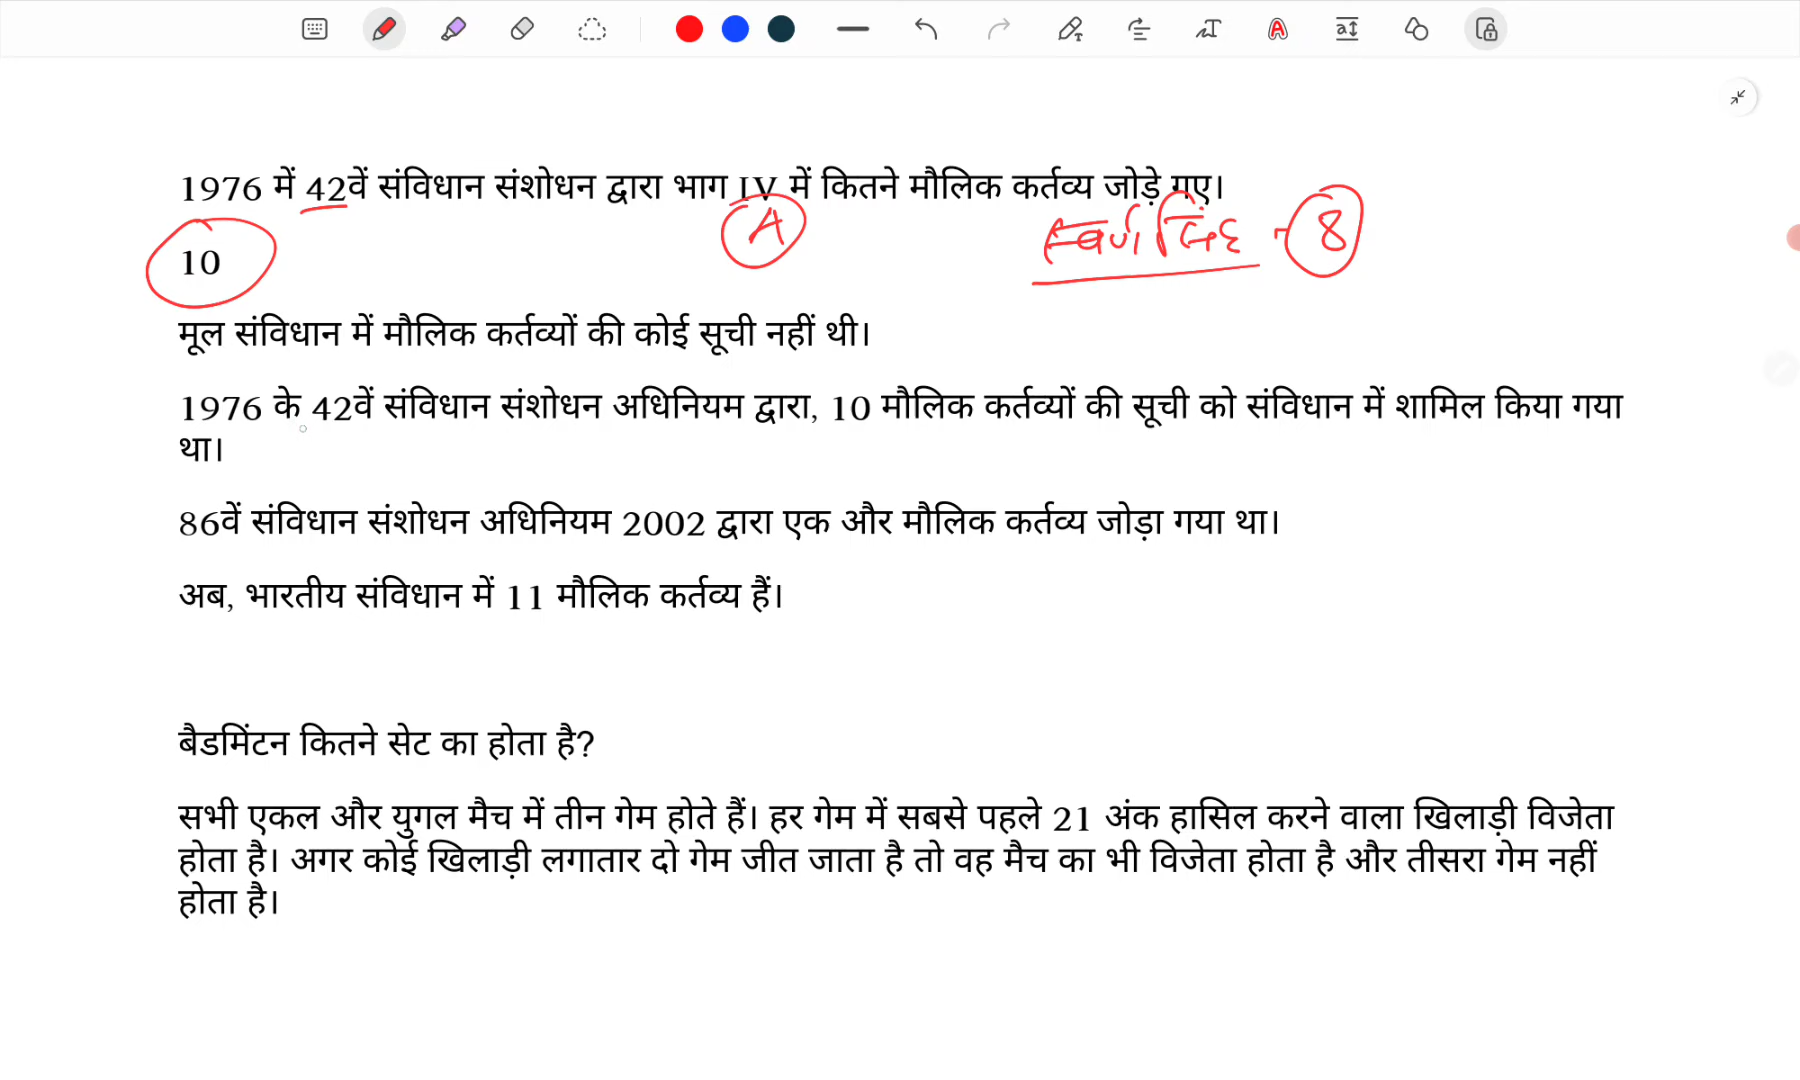 1976 में 42वें संविधान संशोधन द्वारा भाग IV में कितने मौलिक कर्तव्य जोड़े गए।
A
स्वर्ण सिंह - 8
10
मूल संविधान में मौलिक कर्तव्यों की कोई सूची नहीं थी।
1976 के 42वें संविधान संशोधन अधिनियम द्वारा, 10 मौलिक कर्तव्यों की सूची को संविधान में शामिल किया गया
था।
86वें संविधान संशोधन अधिनियम 2002 द्वारा एक और मौलिक कर्तव्य जोड़ा गया था।
अब, भारतीय संविधान में 11 मौलिक कर्तव्य हैं।
बैडमिंटन कितने सेट का होता है?
सभी एकल और युगल मैच में तीन गेम होते हैं। हर गेम में सबसे पहले 21 अंक हासिल करने वाला खिलाड़ी विजेता
होता है। अगर कोई खिलाड़ी लगातार दो गेम जीत जाता है तो वह मैच का भी विजेता होता है और तीसरा गेम नहीं
होता है।